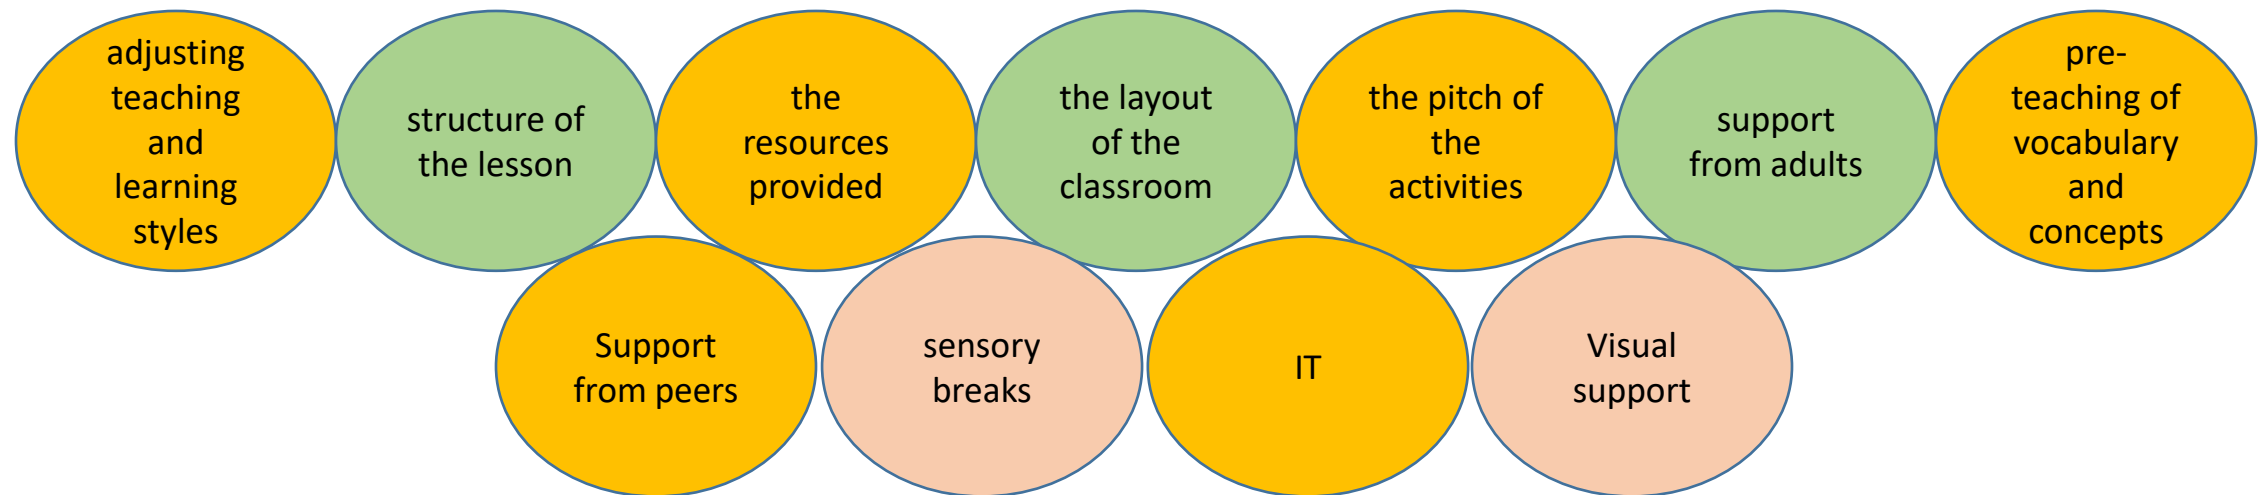 adjusting
teaching
and
learning
styles
structure of
the lesson
the
resources
provided
the layout
of the
classroom
the pitch of
the
activities
support
from adults
pre-
teaching of
vocabulary
and
concepts
Support
from peers
sensory
breaks
IT
Visual
support